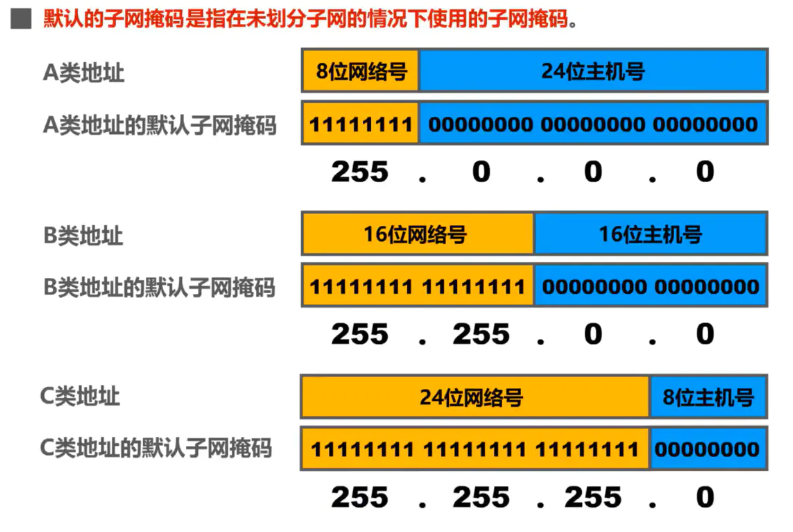 默认的子网掩码是指在未划分子网的情况下使用的子网掩码。
A类地址 8位网络号 24位主机号
A类地址的默认子网掩码 11111111 00000000 00000000 00000000
255 . 0 . 0 . 0
B类地址 16位网络号 16位主机号
B类地址的默认子网掩码 11111111 11111111 00000000 00000000
255 . 255 . 0 . 0
C类地址 24位网络号 8位主机号
C类地址的默认子网掩码 11111111 11111111 11111111 00000000
255 . 255 . 255 . 0